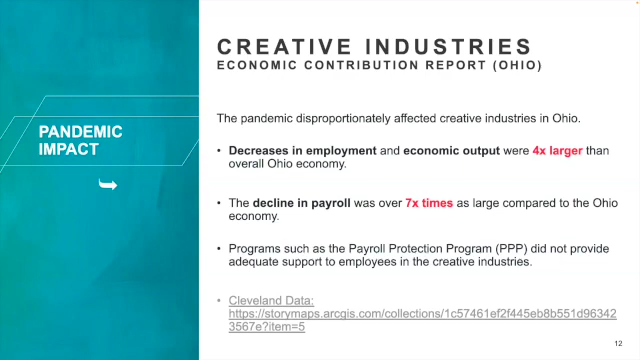 CREATIVE INDUSTRIES
ECONOMIC CONTRIBUTION REPORT (OHIO)
PANDEMIC
IMPACT
The pandemic disproportionately affected creative industries in Ohio.
• Decreases in employment and economic output were 4x larger than
overall Ohio economy.
• The decline in payroll was over 7x times as large compared to the Ohio
economy.
• Programs such as the Payroll Protection Program (PPP) did not provide
adequate support to employees in the creative industries.
• Cleveland Data:
https://storymaps.arcgis.com/collections/1c57461ef2f445eb8b551d96342
3567e?item=5
12